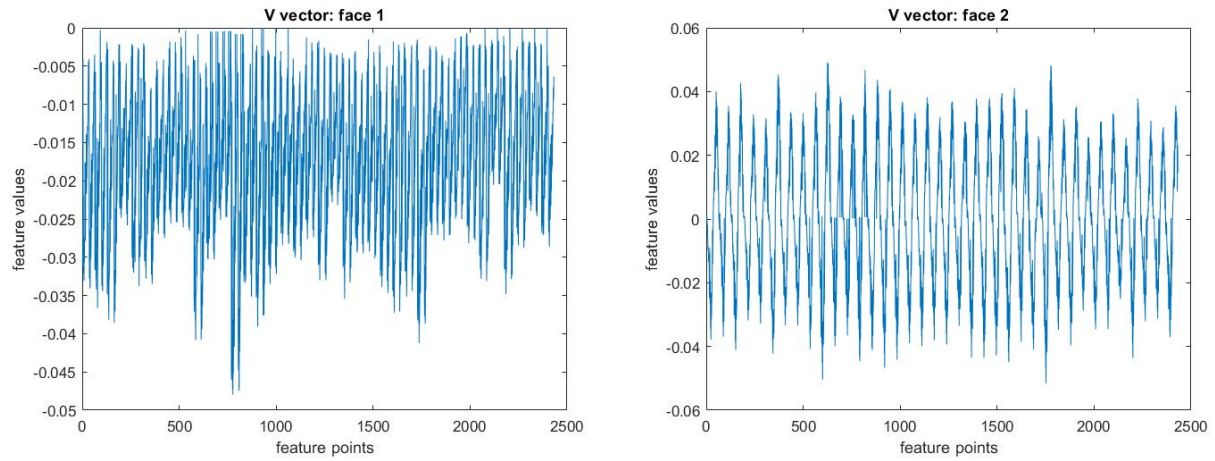 V vector: face 1
0
-0.005
-0.01
-0.015
-0.02
-0.025
-0.03
-0.035
-0.04
-0.045
-0.05
feature values
0 500 1000 1500 2000 2500
feature points
V vector: face 2
0.06
0.04
0.02
0
-0.02
-0.04
-0.06
feature values
0 500 1000 1500 2000 2500
feature points